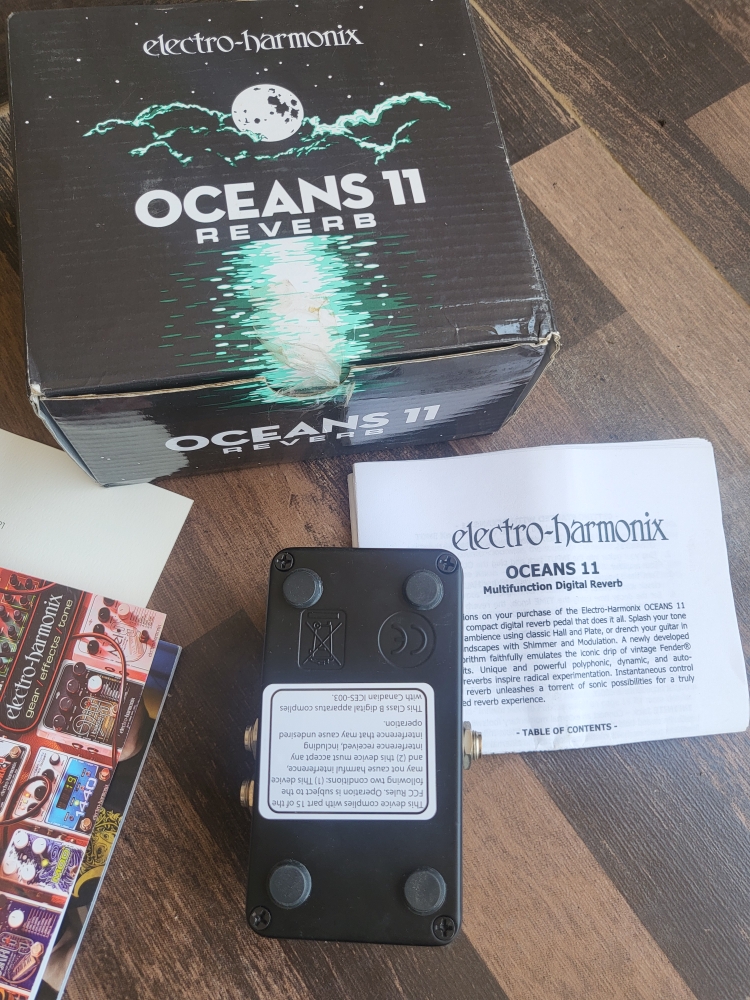 electro-harmonix
OCEANS 11
REVERB
OCEANS 11
REVERB
electro-harmonix
OCEANS 11
Multifunction Digital Reverb
on your purchase of the Electro-Harmonix OCEANS 11
compact digital reverb pedal that does it all. Splash your tone
ambience using classic Hall and Plate, or drench your guitar in
with Shimmer and Modulation. A newly developed
faithfully emulates the iconic drip of vintage Fender®
Unique and powerful polyphonic, dynamic, and auto-
reverbs inspire radical experimentation. Instantaneous control
reverb unleashes a torrent of sonic possibilities for a truly
reverb experience.
- TABLE OF CONTENTS -
This device complies with part 15 of the
FCC Rules. Operation is subject to the
following two conditions: (1) This device
may not cause harmful interference,
and (2) this device must accept any
interference received, including
interference that may cause undesired
operation.
This Class B digital apparatus complies
with Canadian ICES-003.
electro-harmonix
gear effects tone
1440